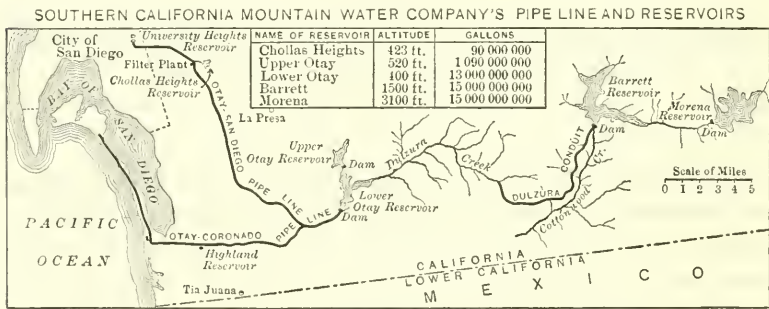 SOUTHERN CALIFORNIA MOUNTAIN WATER COMPANY'S PIPE LINE AND RESERVOIRS
City of
San Diego
University Heights
Reservoir
Filter Plant
Chollas Heights
Reservoir
NAME OF RESERVOIR ALTITUDE GALLONS
Chollas Heights 423 ft. 90 000 000
Upper Otay 520 ft. 1 090 000 000
Lower Otay 400 ft. 13 000 000 000
Barrett 1500 ft. 15 000 000 000
Morena 3100 ft. 15 000 000 000
BAY OF SAN DIEGO
OTAY-SAN DIEGO PIPE LINE
La Presa
Upper
Otay Reservoir
Dam
Dulzura Creek
Lower
Otay Reservoir
Dam
Barrett
Reservoir
Dam
Morena
Reservoir
Dam
DULZURA CONDUIT
Cottonwood Cr.
Scale of Miles
0 1 2 3 4 5
PACIFIC
OCEAN
OTAY-CORONADO PIPE LINE
Highland
Reservoir
Tia Juana
CALIFORNIA
LOWER CALIFORNIA
MEXICO